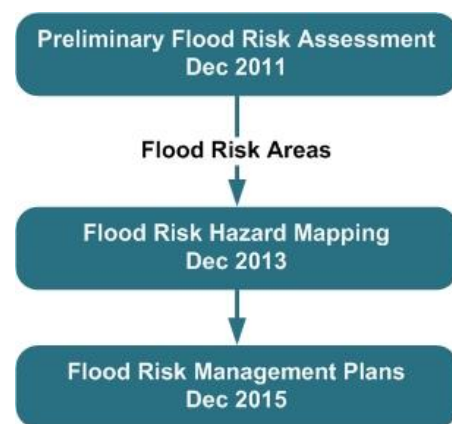 Preliminary Flood Risk Assessment
Dec 2011
Flood Risk Areas
Flood Risk Hazard Mapping
Dec 2013
Flood Risk Management Plans
Dec 2015